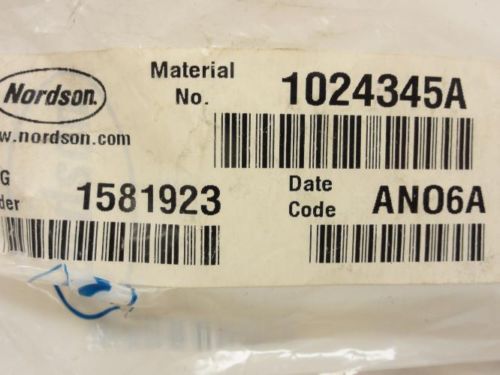 Nordson
Material No. 1024345A
w.nordson.com
G
der 1581923
Date Code AN06A